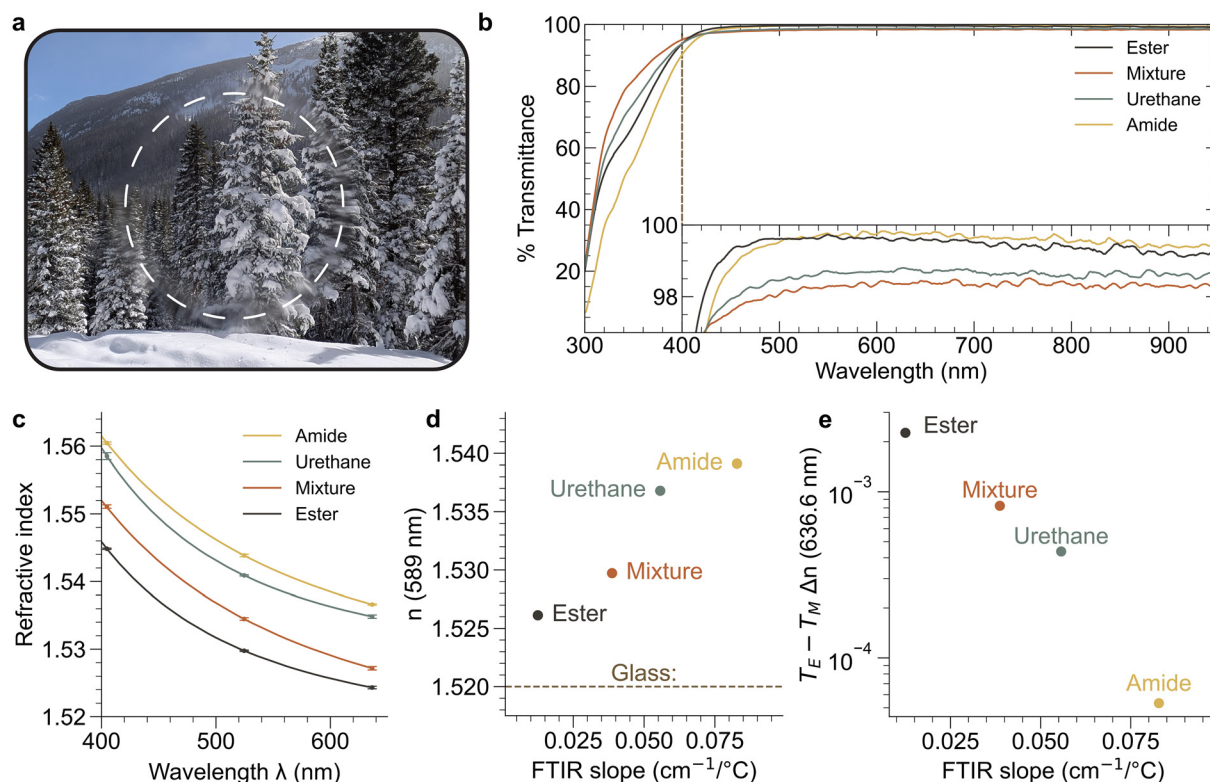 a
b
100
80
60
40
20
% Transmittance
Ester
Mixture
Urethane
Amide
100
98
300 400 500 600 700 800 900
Wavelength (nm)
c
1.56
1.55
1.54
1.53
1.52
Refractive index
Amide
Urethane
Mixture
Ester
400 500 600
Wavelength λ (nm)
d
1.540
1.535
1.530
1.525
1.520
n (589 nm)
Amide
Urethane
Mixture
Ester
Glass:
0.025 0.050 0.075
FTIR slope (cm⁻¹/°C)
e
10⁻³
10⁻⁴
T_E − T_M Δn (636.6 nm)
Ester
Mixture
Urethane
Amide
0.025 0.050 0.075
FTIR slope (cm⁻¹/°C)